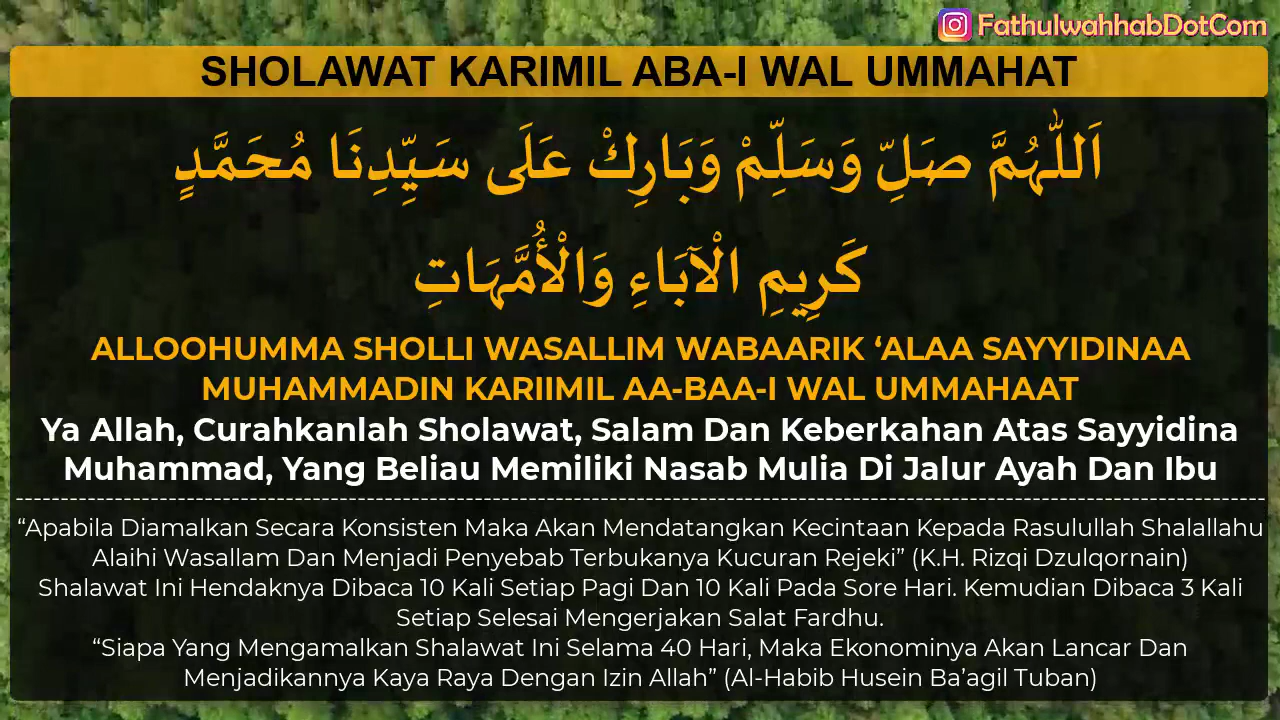 FathulwahhabDotCom
SHOLAWAT KARIMIL ABA-I WAL UMMAHAT
اَللّٰهُمَّ صَلِّ وَسَلِّمْ وَبَارِكْ عَلَى سَيِّدِنَا مُحَمَّدٍ
كَرِيمِ الْآبَاءِ وَالْأُمَّهَاتِ
ALLOOHUMMA SHOLLI WASALLIM WABAARIK ‘ALAA SAYYIDINAA
MUHAMMADIN KARIIMIL AA-BAA-I WAL UMMAHAAT
Ya Allah, Curahkanlah Sholawat, Salam Dan Keberkahan Atas Sayyidina
Muhammad, Yang Beliau Memiliki Nasab Mulia Di Jalur Ayah Dan Ibu
“Apabila Diamalkan Secara Konsisten Maka Akan Mendatangkan Kecintaan Kepada Rasulullah Shalallahu
Alaihi Wasallam Dan Menjadi Penyebab Terbukanya Kucuran Rejeki” (K.H. Rizqi Dzulqornain)
Shalawat Ini Hendaknya Dibaca 10 Kali Setiap Pagi Dan 10 Kali Pada Sore Hari. Kemudian Dibaca 3 Kali
Setiap Selesai Mengerjakan Salat Fardhu.
“Siapa Yang Mengamalkan Shalawat Ini Selama 40 Hari, Maka Ekonominya Akan Lancar Dan
Menjadikannya Kaya Raya Dengan Izin Allah” (Al-Habib Husein Ba’agil Tuban)